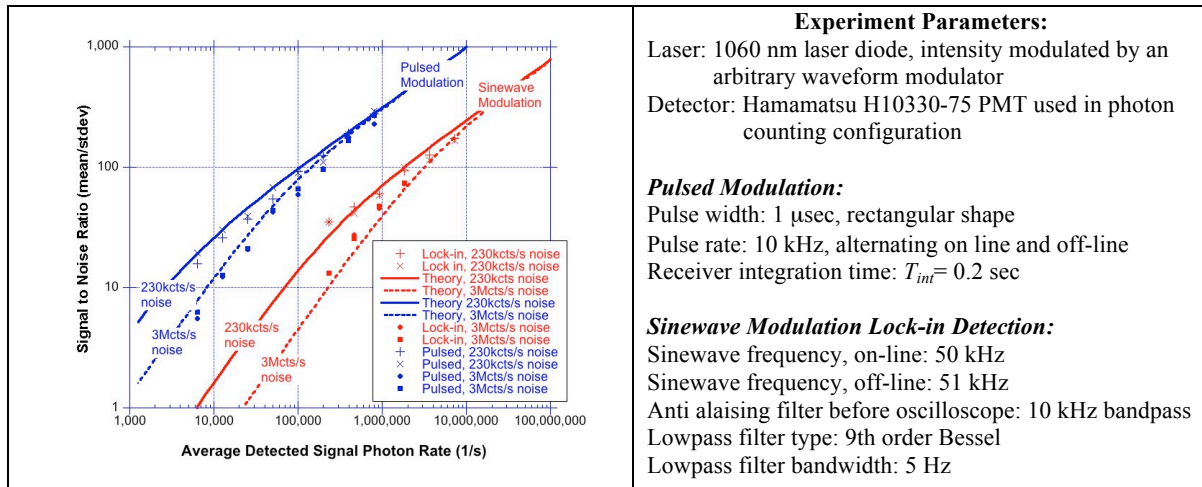 1,000
100
10
1
Signal to Noise Ratio (mean/stdev)
Pulsed
Modulation
Sinewave
Modulation
230kcts/s
noise
3Mcts/s
noise
230kcts/s
noise
3Mcts/s
noise
Lock-in, 230kcts/s noise
Lock in, 230kcts/s noise
Theory, 230kcts noise
Theory, 3Mcts/s noise
Theory 230kcts/s noise
Theory, 3Mcts/s noise
Lock-in, 3Mcts/s noise
Lock-in, 3Mcts/s noise
Pulsed, 230kcts/s noise
Pulsed, 230kcts/s noise
Pulsed, 3Mcts/s noise
Pulsed, 3Mcts/s noise
1,000 10,000 100,000 1,000,000 10,000,000 100,000,000
Average Detected Signal Photon Rate (1/s)
Experiment Parameters:
Laser: 1060 nm laser diode, intensity modulated by an
arbitrary waveform modulator
Detector: Hamamatsu H10330-75 PMT used in photon
counting configuration
Pulsed Modulation:
Pulse width: 1 μsec, rectangular shape
Pulse rate: 10 kHz, alternating on line and off-line
Receiver integration time: Tint= 0.2 sec
Sinewave Modulation Lock-in Detection:
Sinewave frequency, on-line: 50 kHz
Sinewave frequency, off-line: 51 kHz
Anti alaising filter before oscilloscope: 10 kHz bandpass
Lowpass filter type: 9th order Bessel
Lowpass filter bandwidth: 5 Hz